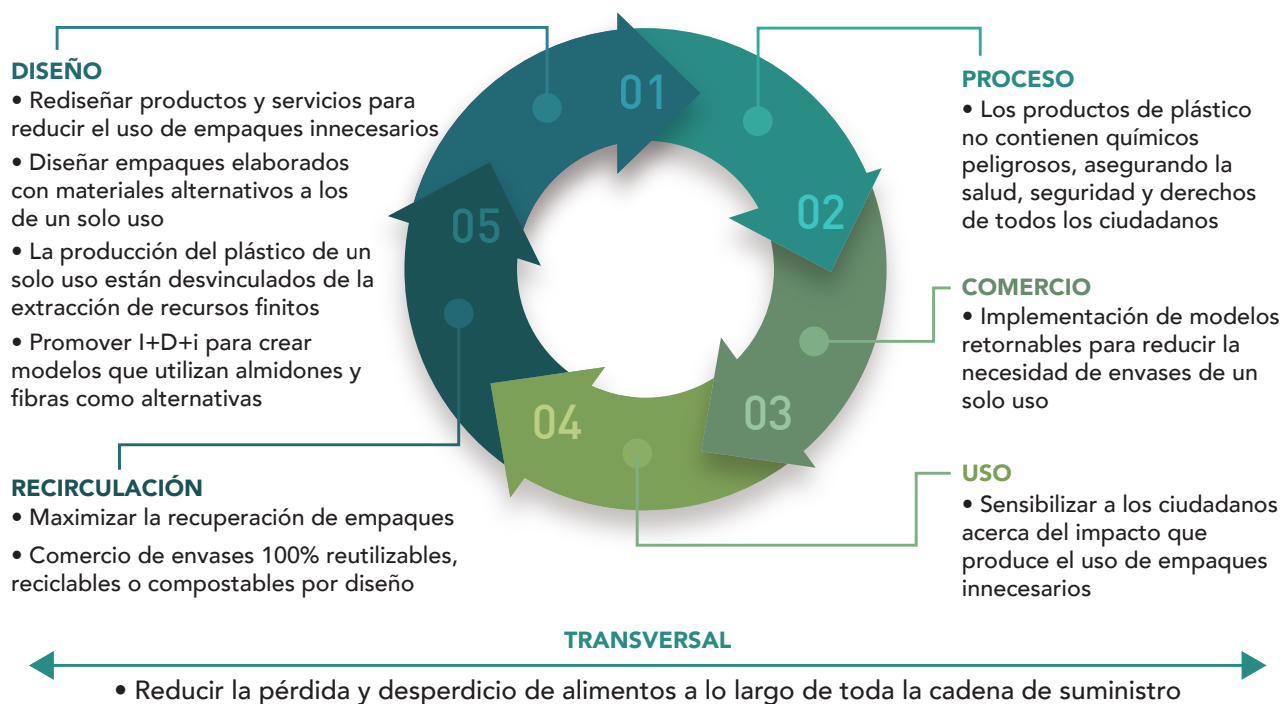 DISEÑO
• Rediseñar productos y servicios para
reducir el uso de empaques innecesarios
• Diseñar empaques elaborados
con materiales alternativos a los
de un solo uso
• La producción del plástico de un
solo uso están desvinculados de la
extracción de recursos finitos
• Promover I+D+i para crear
modelos que utilizan almidones y
fibras como alternativas
RECIRCULACIÓN
• Maximizar la recuperación de empaques
• Comercio de envases 100% reutilizables,
reciclables o compostables por diseño
01
02
03
04
05
PROCESO
• Los productos de plástico
no contienen químicos
peligrosos, asegurando la
salud, seguridad y derechos
de todos los ciudadanos
COMERCIO
• Implementación de modelos
retornables para reducir la
necesidad de envases de un
solo uso
USO
• Sensibilizar a los ciudadanos
acerca del impacto que
produce el uso de empaques
innecesarios
TRANSVERSAL
• Reducir la pérdida y desperdicio de alimentos a lo largo de toda la cadena de suministro